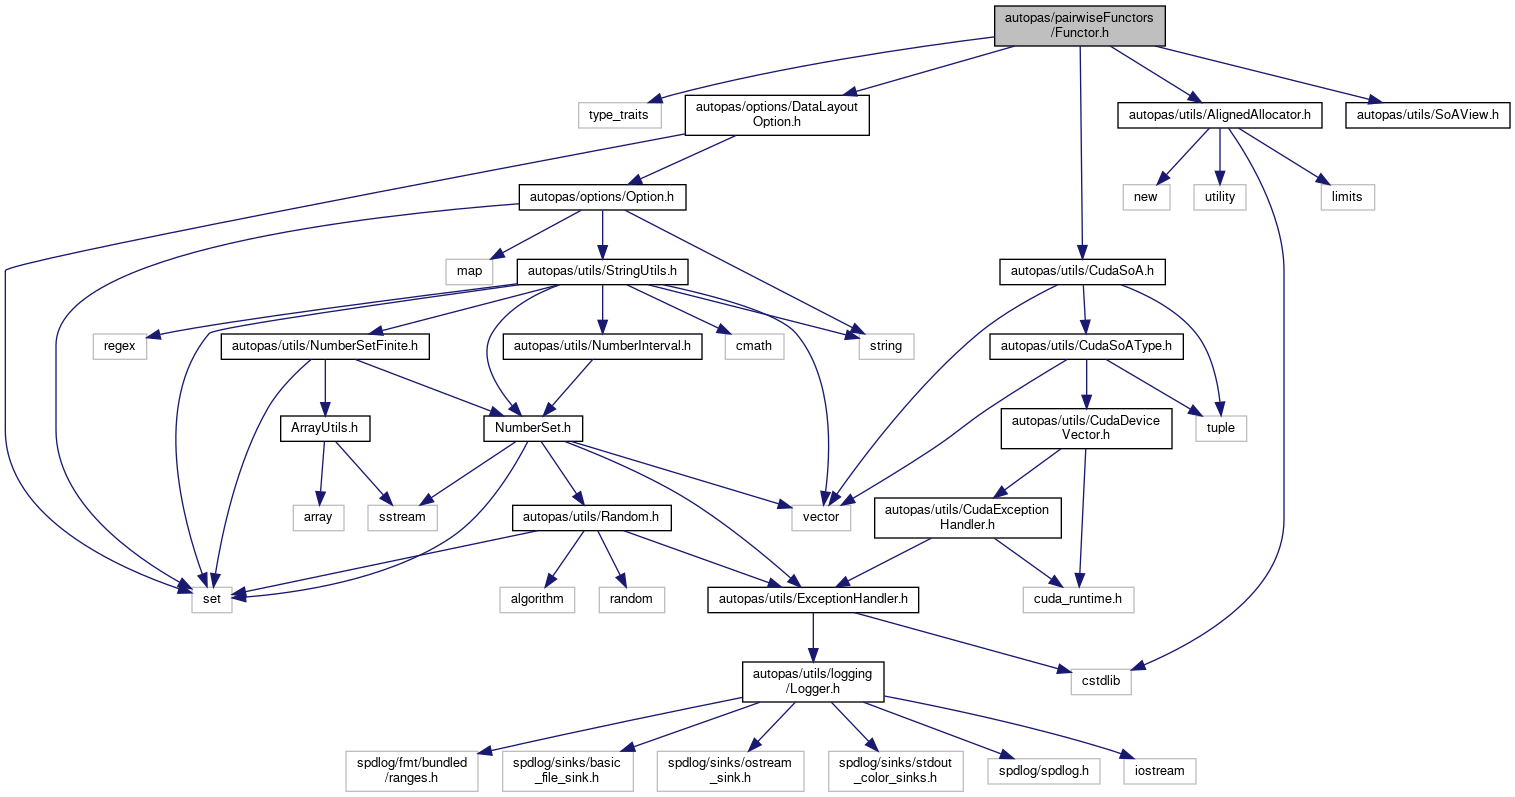 autopas/pairwiseFunctors
/Functor.h
type_traits
autopas/options/DataLayout
Option.h
autopas/utils/AlignedAllocator.h
autopas/utils/SoAView.h
autopas/options/Option.h
new
utility
limits
map
autopas/utils/StringUtils.h
autopas/utils/CudaSoA.h
regex
autopas/utils/NumberSetFinite.h
autopas/utils/NumberInterval.h
cmath
string
autopas/utils/CudaSoAType.h
ArrayUtils.h
NumberSet.h
autopas/utils/CudaDevice
Vector.h
tuple
array
sstream
autopas/utils/Random.h
vector
autopas/utils/CudaException
Handler.h
set
algorithm
random
autopas/utils/ExceptionHandler.h
cuda_runtime.h
autopas/utils/logging
/Logger.h
cstdlib
spdlog/fmt/bundled
/ranges.h
spdlog/sinks/basic
_file_sink.h
spdlog/sinks/ostream
_sink.h
spdlog/sinks/stdout
_color_sinks.h
spdlog/spdlog.h
iostream